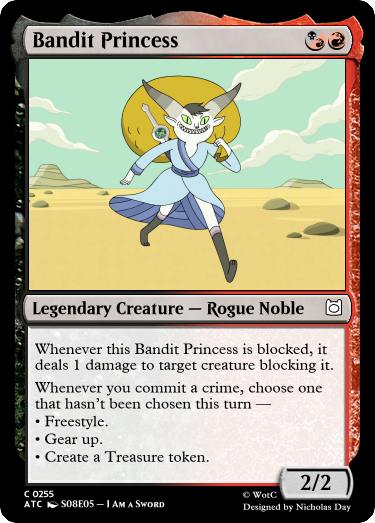 Bandit Princess
Legendary Creature — Rogue Noble
Whenever this Bandit Princess is blocked, it
deals 1 damage to target creature blocking it.
Whenever you commit a crime, choose one
that hasn't been chosen this turn —
• Freestyle.
• Gear up.
• Create a Treasure token.
2/2
C 0255
ATC S08E05 — I Am a Sword
© WotC
Designed by Nicholas Day